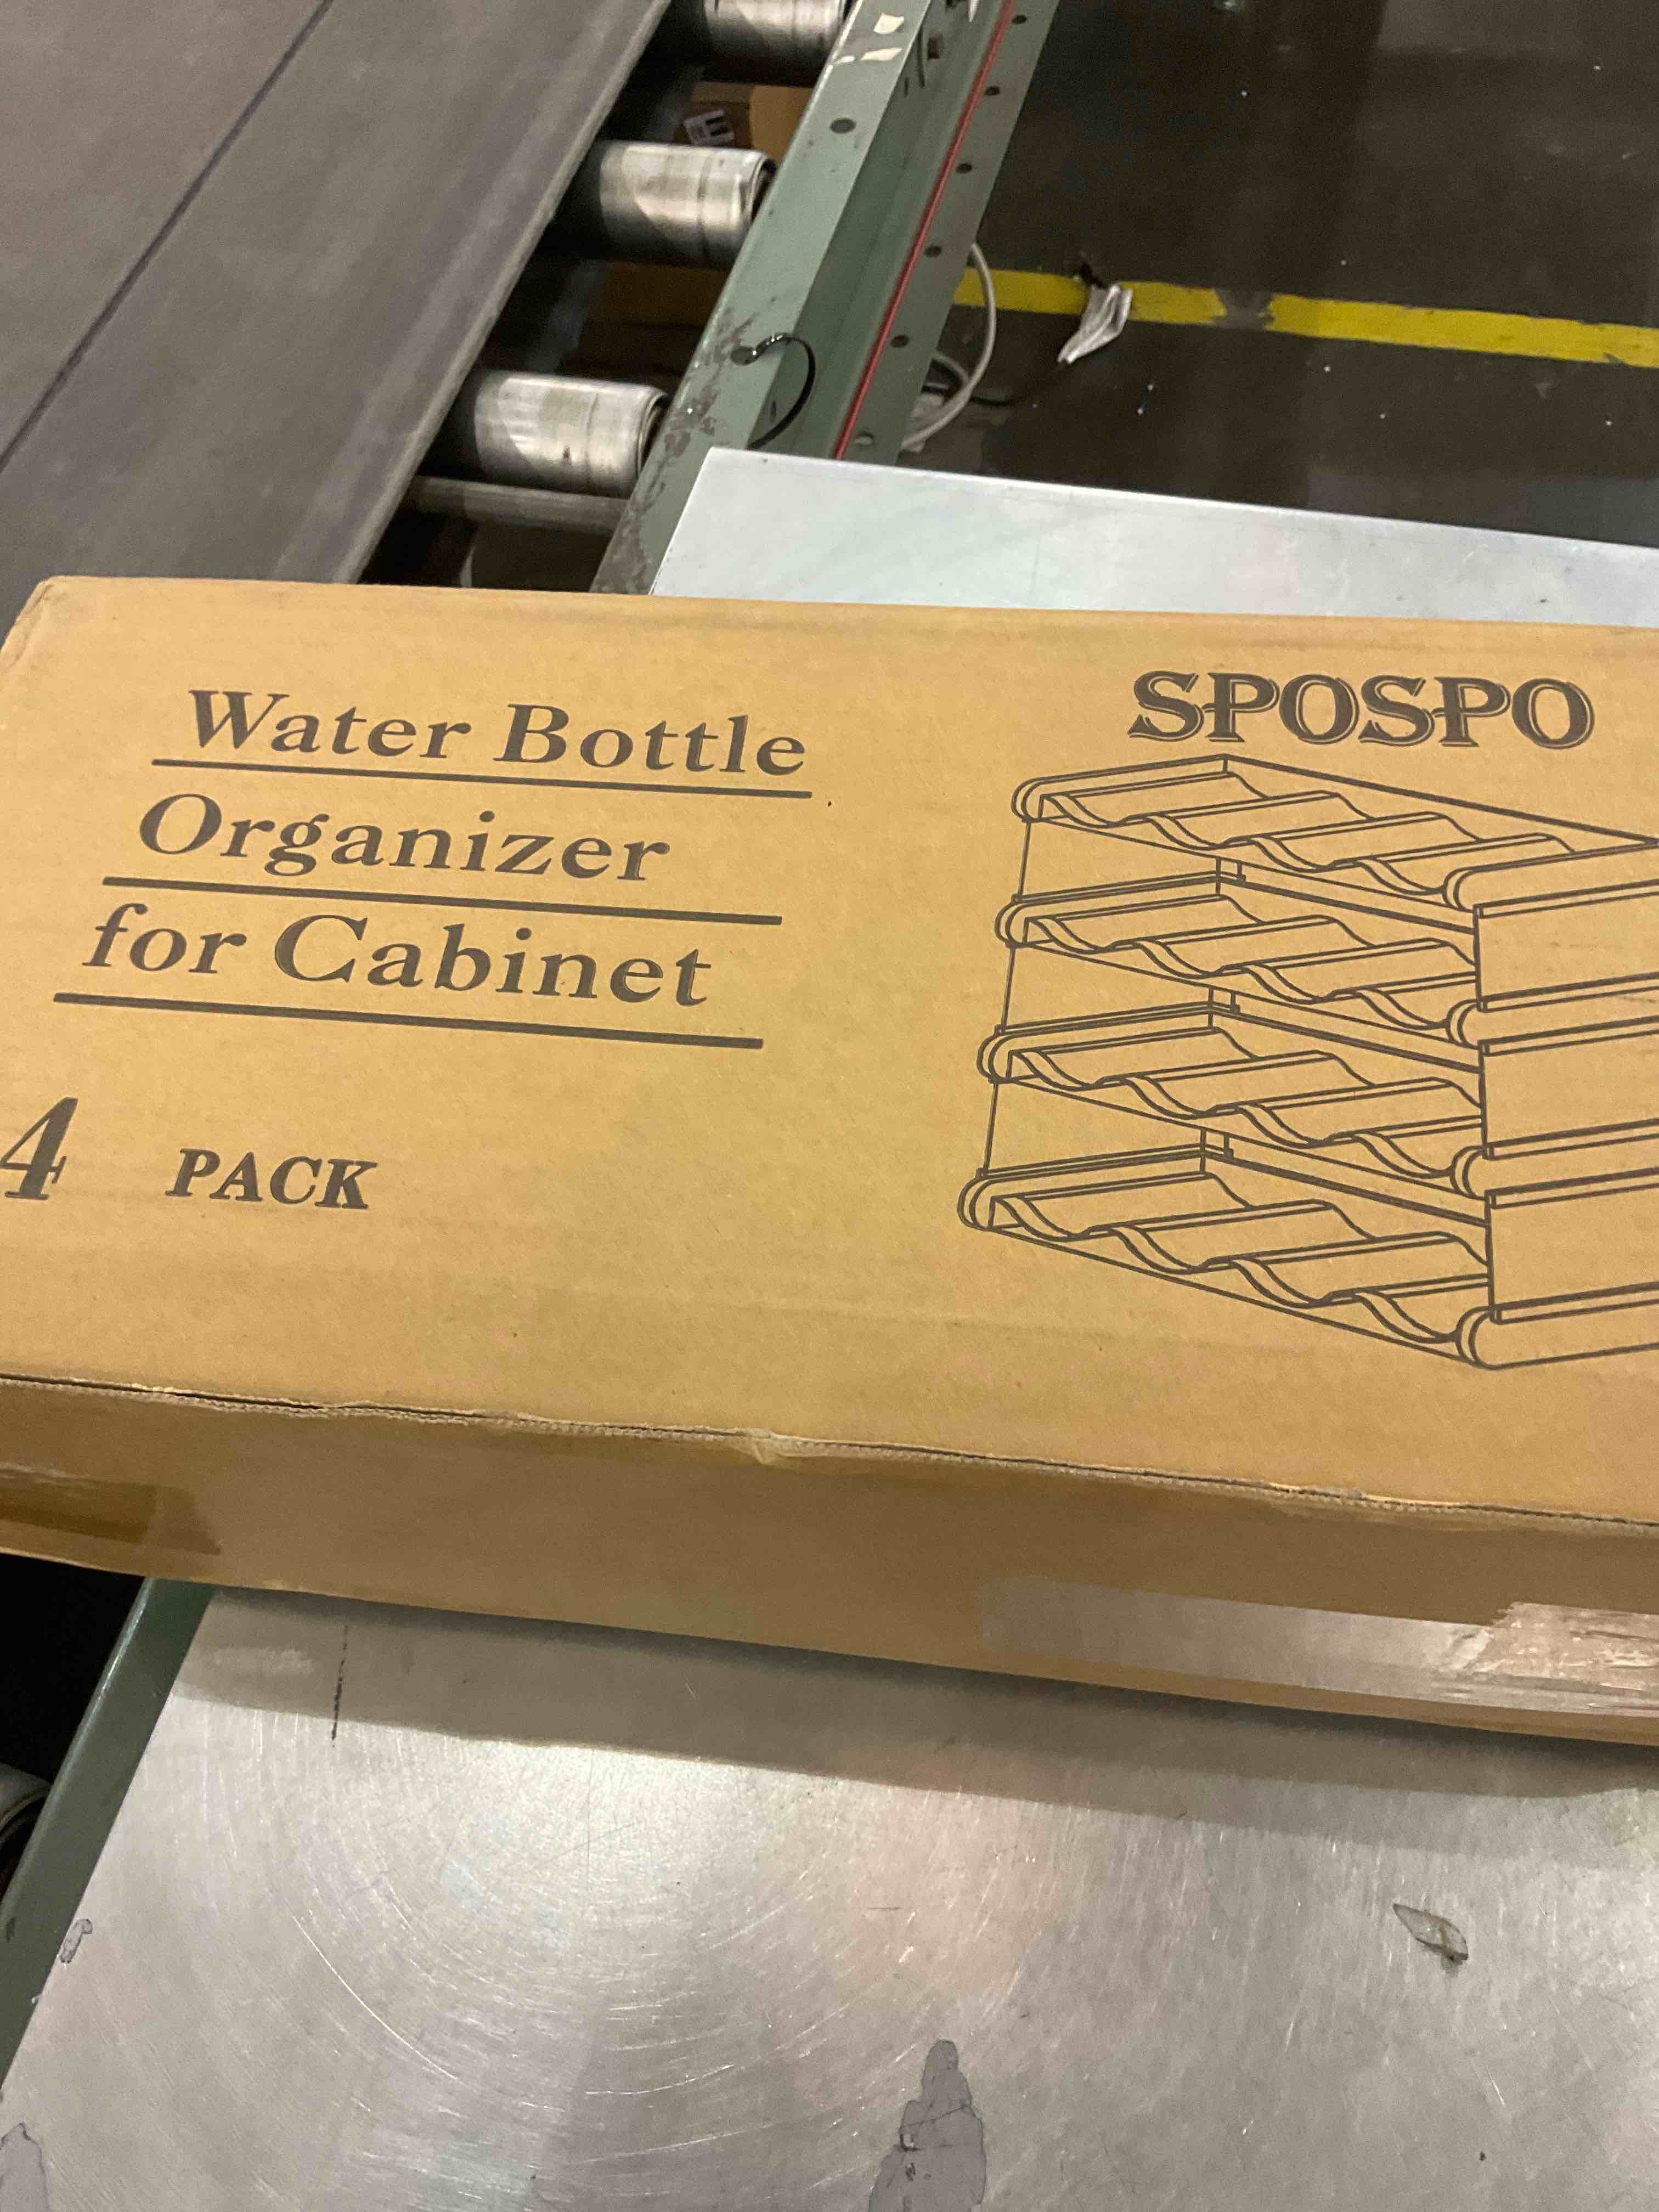 Water Bottle
Organizer
for Cabinet
4 PACK
SPOSPO